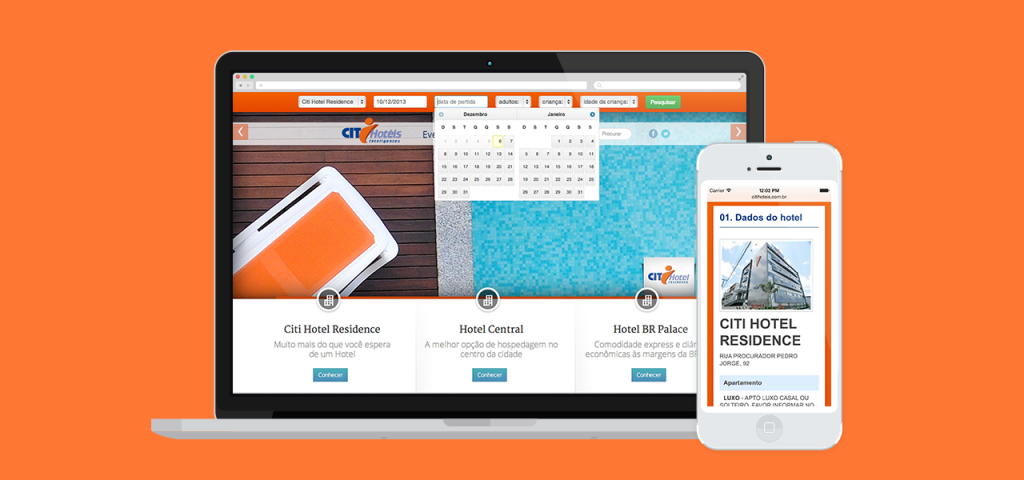 Citi Hotel Residence 10/12/2013 data de partida adultos: criança: idade da criança: Pesquisar
Dezembro Janeiro
D S T Q Q S S D S T Q Q S S
1 2 3 4 5 6 7 1 2 3 4
8 9 10 11 12 13 14 5 6 7 8 9 10 11
15 16 17 18 19 20 21 12 13 14 15 16 17 18
22 23 24 25 26 27 28 19 20 21 22 23 24 25
29 30 31 26 27 28 29 30 31
CITI Hotéis
Inteligentes
Eve
Procurar
CITI Hotel
RESIDENCE
Citi Hotel Residence
Muito mais do que você espera
de um Hotel
Conhecer
Hotel Central
A melhor opção de hospedagem no
centro da cidade
Conhecer
Hotel BR Palace
Comodidade express e diár
econômicas às margens da BR
Conhecer
Carrier 12:02 PM
citihoteis.com.br
01. Dados do hotel
CITI HOTEL
RESIDENCE
RUA PROCURADOR PEDRO
JORGE, 92
Apartamento
LUXO - APTO LUXO CASAL OU
SOLTEIRO. FAVOR INFORMAR NO